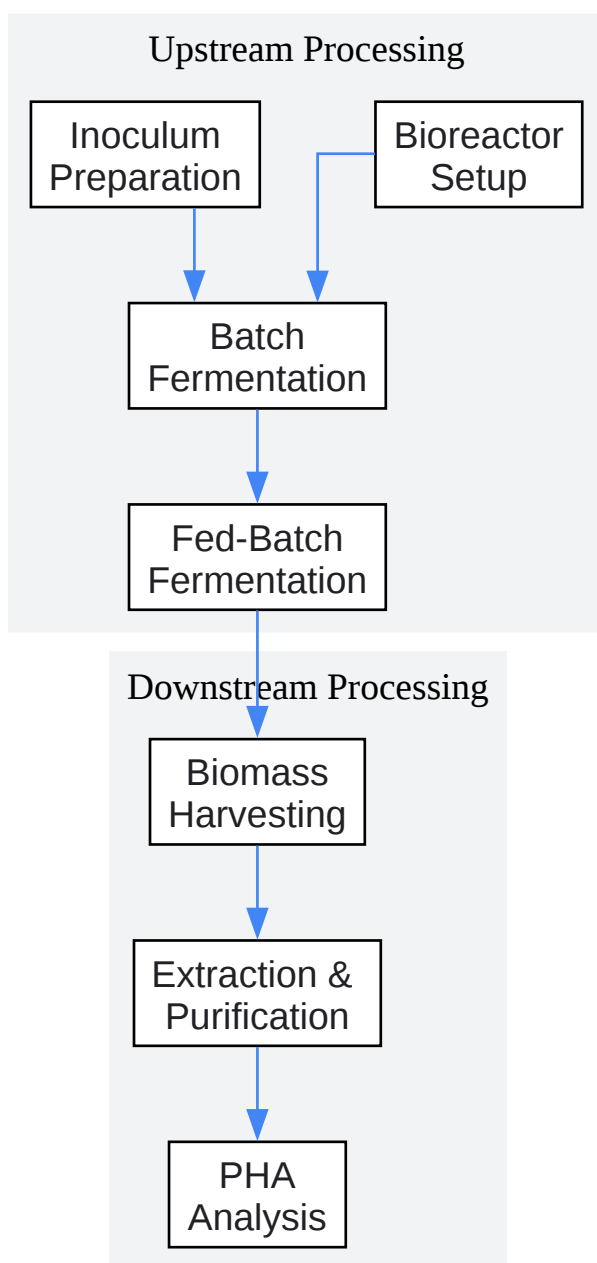 Upstream Processing
Inoculum
Preparation
Bioreactor
Setup
Batch
Fermentation
Fed-Batch
Fermentation
Downstream Processing
Biomass
Harvesting
Extraction &
Purification
PHA
Analysis